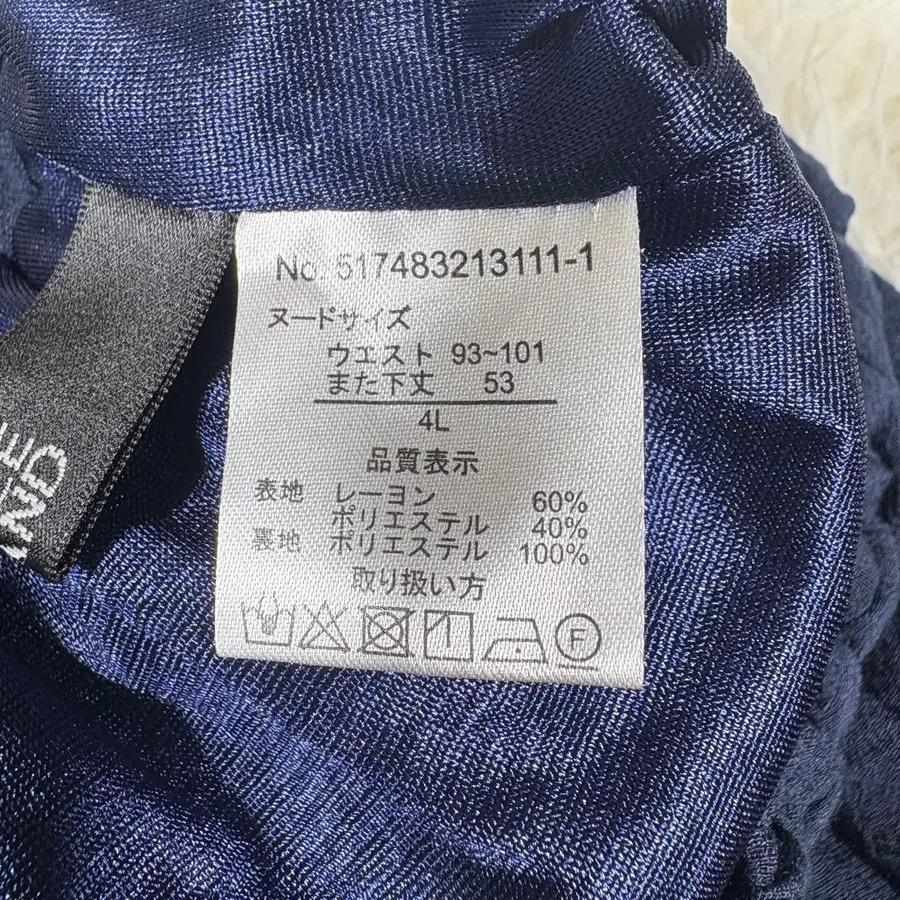 No. 517483213111-1
ヌードサイズ
ウエスト 93~101
また下丈 53
4L
品質表示
表地 レーヨン 60%
ポリエステル 40%
裏地 ポリエステル 100%
取り扱い方
F